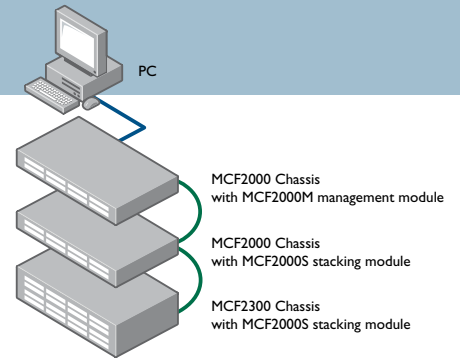 PC
MCF2000 Chassis
with MCF2000M management module
MCF2000 Chassis
with MCF2000S stacking module
MCF2300 Chassis
with MCF2000S stacking module